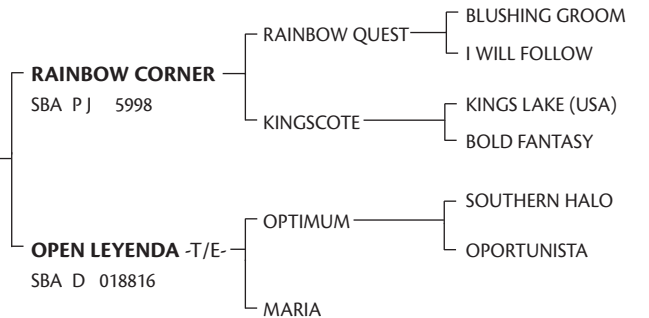 BLUSHING GROOM
RAINBOW QUEST
I WILL FOLLOW
RAINBOW CORNER
SBA P J 5998
KINGS LAKE (USA)
KINGSCOTE
BOLD FANTASY
SOUTHERN HALO
OPTIMUM
OPEN LEYENDA -T/E-
OPORTUNISTA
SBA D 018816
MARIA